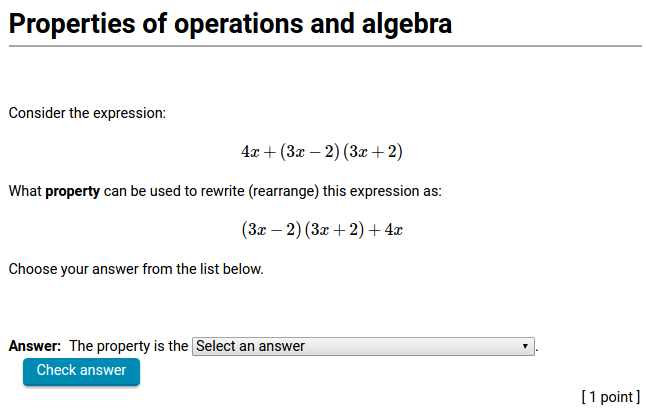 Properties of operations and algebra
Consider the expression:
4x + (3x − 2) (3x + 2)
What property can be used to rewrite (rearrange) this expression as:
(3x − 2) (3x + 2) + 4x
Choose your answer from the list below.
Answer: The property is the Select an answer .
Check answer
[ 1 point ]